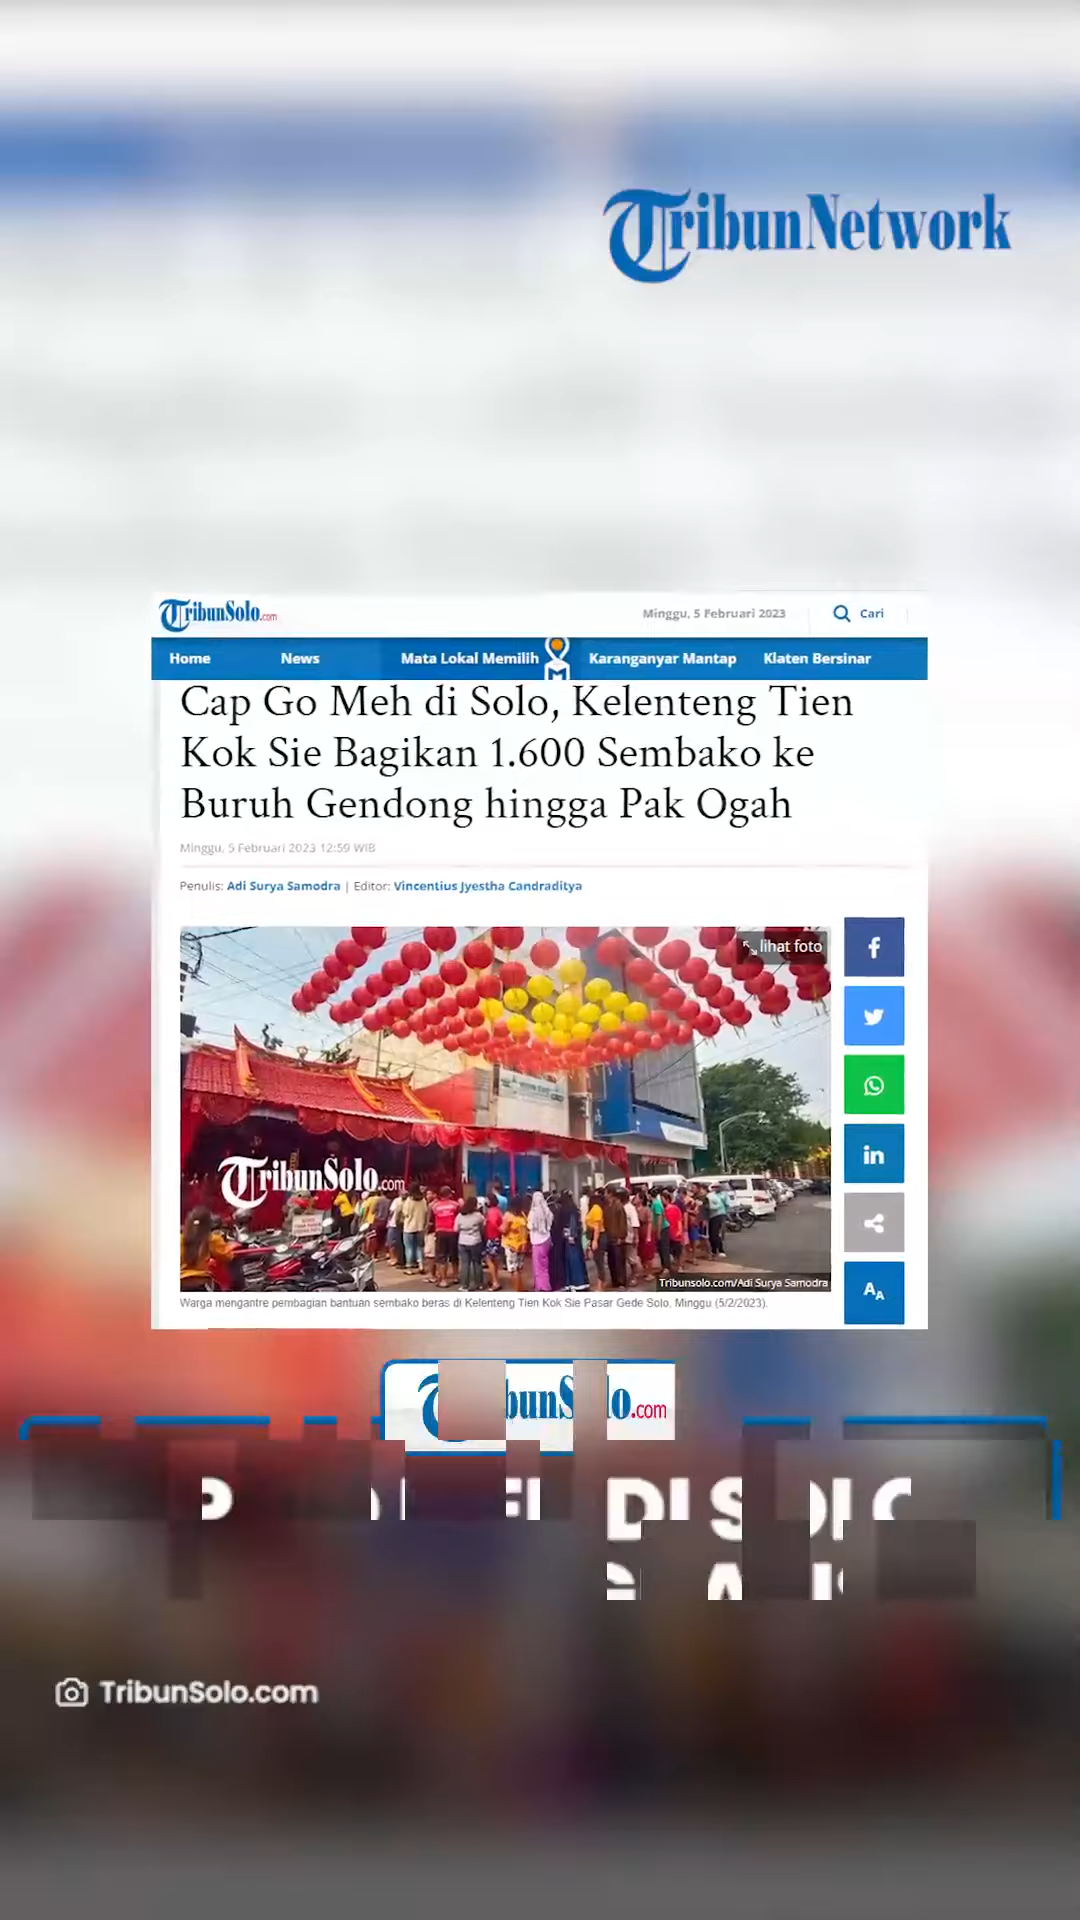 TribunNetwork
TribunSolo.com
Minggu, 5 Februari 2023
Cari
Home
News
Mata Lokal Memilih
Karanganyar Mantap
Klaten Bersinar
Cap Go Meh di Solo, Kelenteng Tien
Kok Sie Bagikan 1.600 Sembako ke
Buruh Gendong hingga Pak Ogah
Minggu, 5 Februari 2023 12:59 WIB
Penulis: Adi Surya Samodra | Editor: Vincentius Jyestha Candraditya
lihat foto
TribunSolo.com
Tribunsolo.com/Adi Surya Samodra
Warga mengantre pembagian bantuan sembako beras di Kelenteng Tien Kok Sie Pasar Gede Solo, Minggu (5/2/2023).
DI
TribunSolo.com